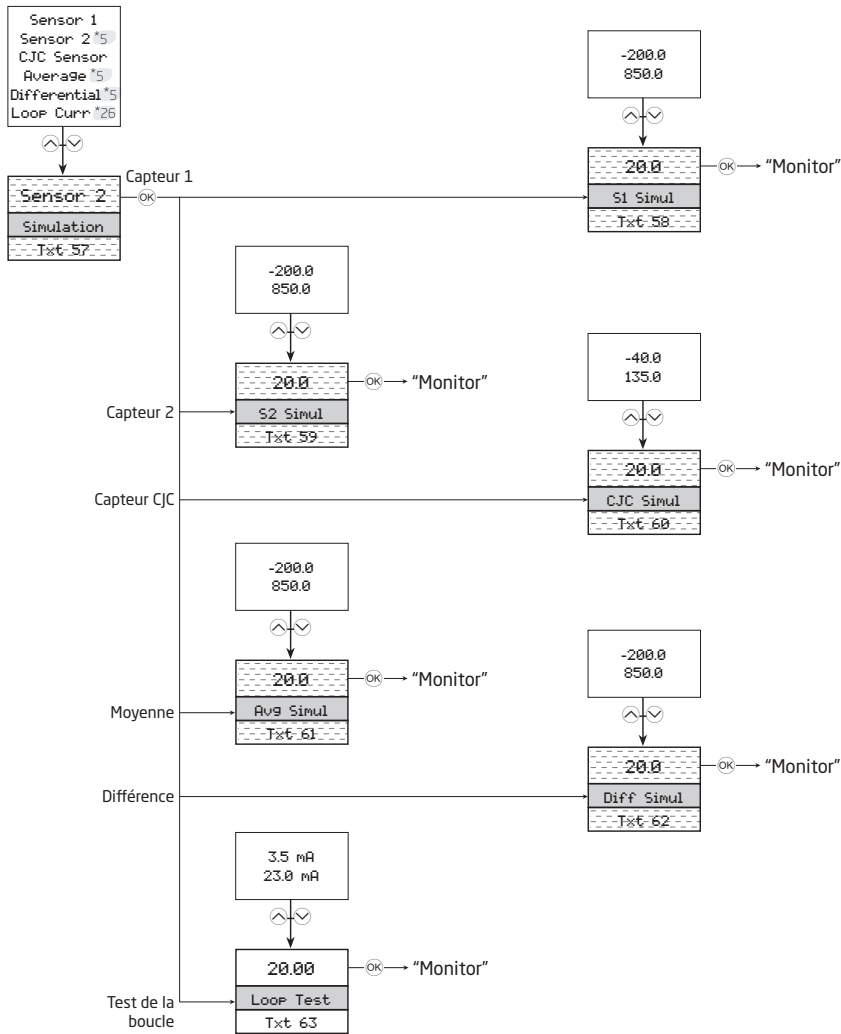 Sensor 1
Sensor 2 *5
CJC Sensor
Average *5
Differential *5
Loop Curr *26
Sensor 2
Simulation
Txt 57
OK
Capteur 1
-200.0
850.0
20.0
S1 Simul
Txt 58
OK
"Monitor"
Capteur 2
-200.0
850.0
20.0
S2 Simul
Txt 59
OK
"Monitor"
Capteur CJC
-40.0
135.0
20.0
CJC Simul
Txt 60
OK
"Monitor"
Moyenne
-200.0
850.0
20.0
Avg Simul
Txt 61
OK
"Monitor"
Différence
-200.0
850.0
20.0
Diff Simul
Txt 62
OK
"Monitor"
Test de la
boucle
3.5 mA
23.0 mA
20.00
Loop Test
Txt 63
OK
"Monitor"